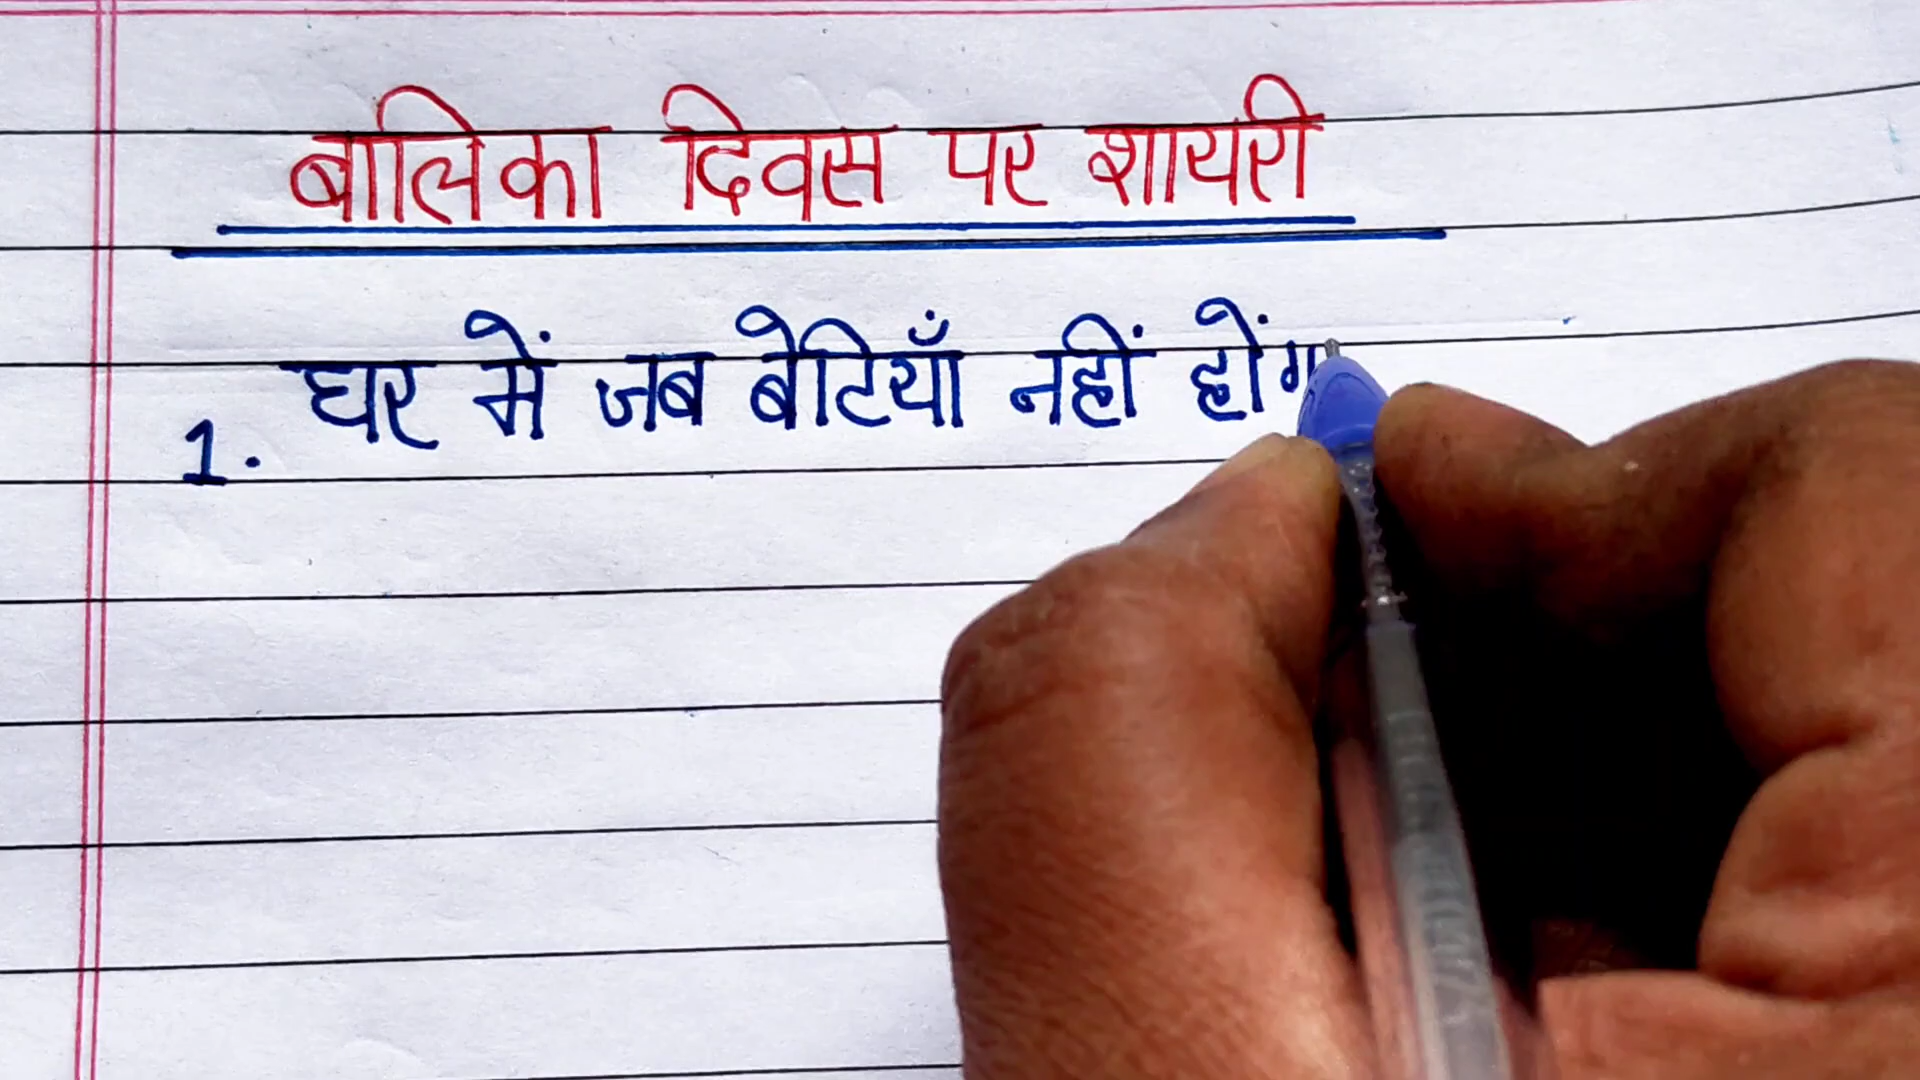 बालिका दिवस पर शायरी
1. घर में जब बेटियाँ नहीं